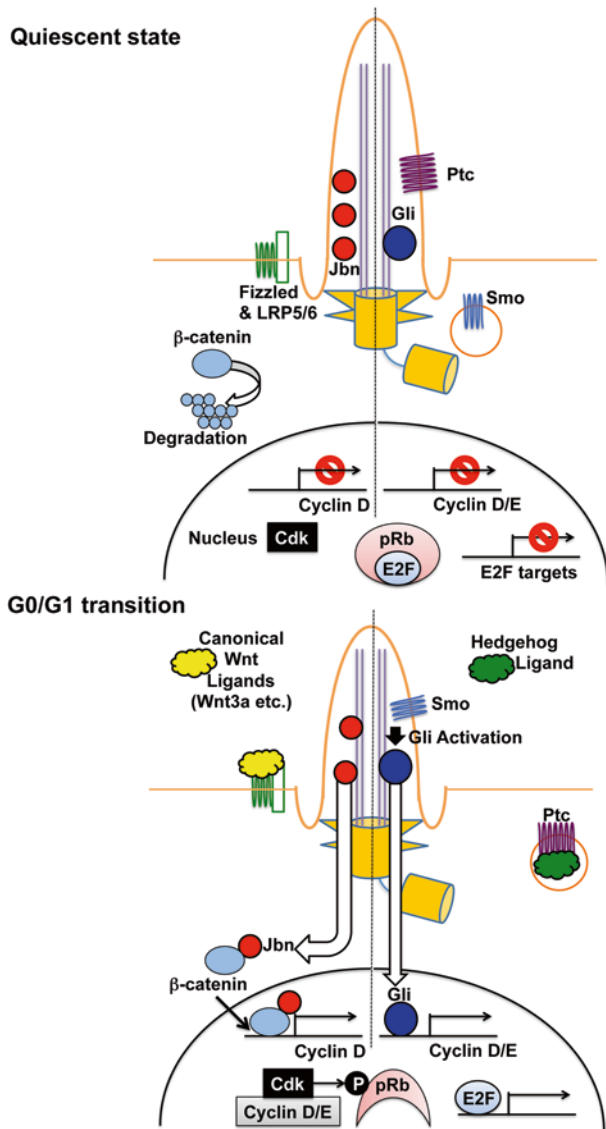 Quiescent state
Ptc
Gli
Jbn
Fizzled
& LRP5/6
Smo
β-catenin
Degradation
Cyclin D
Cyclin D/E
Nucleus
Cdk
pRb
E2F
E2F targets
G0/G1 transition
Canonical
Wnt
Ligands
(Wnt3a etc.)
Hedgehog
Ligand
Smo
Gli Activation
Ptc
Jbn
β-catenin
Gli
Cyclin D
Cyclin D/E
Cdk
P
pRb
Cyclin D/E
E2F